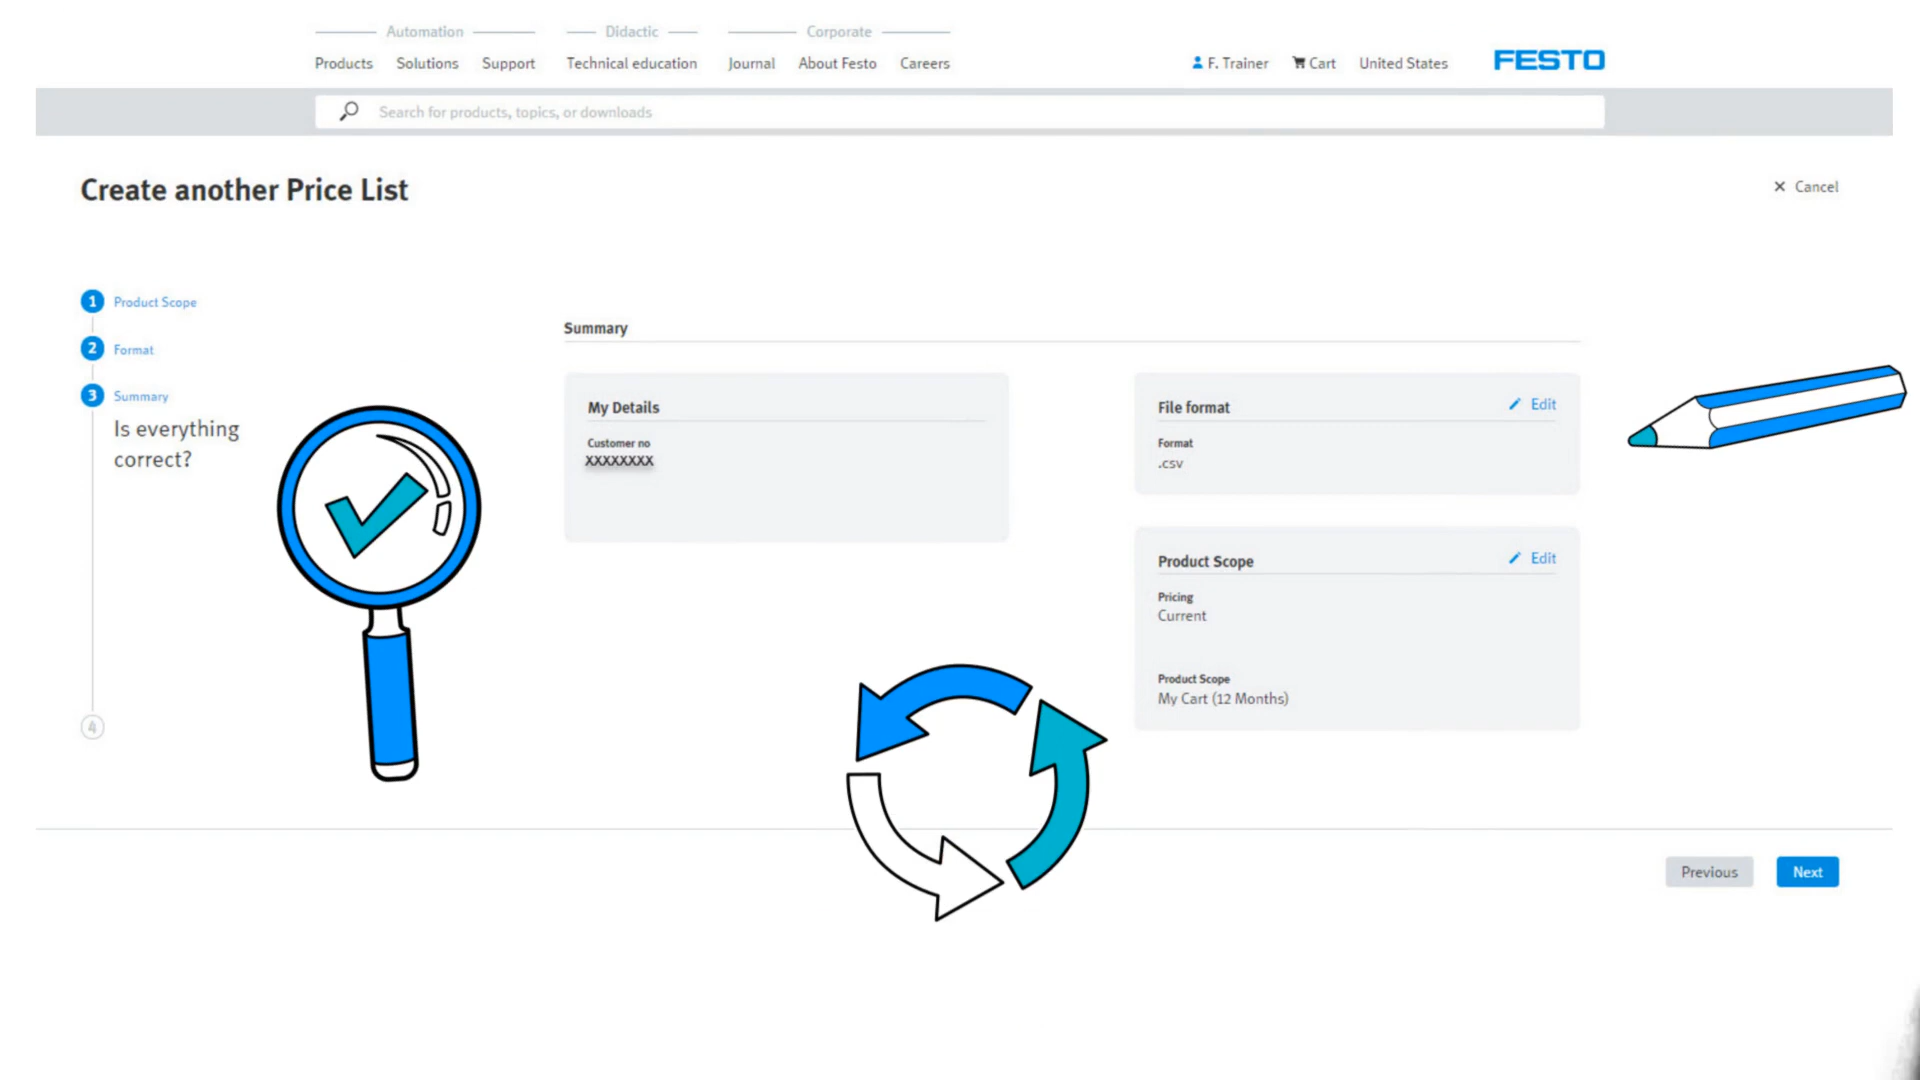 Automation Didactic Corporate
Products Solutions Support Technical education Journal About Festo Careers F. Trainer Cart United States FESTO
Search for products, topics, or downloads
Create another Price List
× Cancel
1 Product Scope
Summary
2 Format
3 Summary
Is everything
correct?
My Details
Customer no
XXXXXXXX
File format Edit
Format
.csv
Product Scope Edit
Pricing
Current
Product Scope
My Cart (12 Months)
4
Previous Next